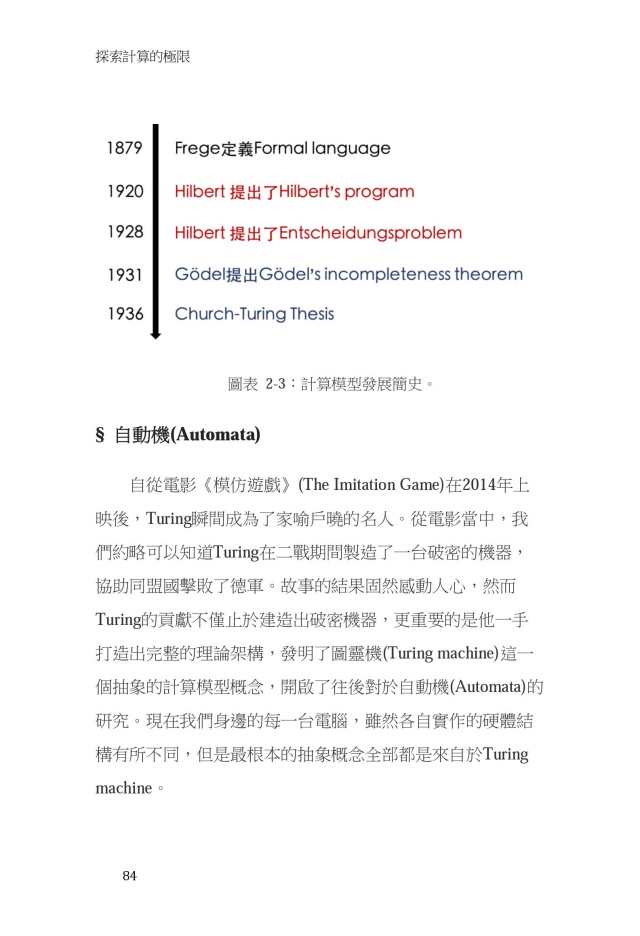 探索計算的極限
1879 Frege定義Formal language
1920 Hilbert 提出了Hilbert's program
1928 Hilbert 提出了Entscheidungsproblem
1931 Gödel提出Gödel's incompleteness theorem
1936 Church-Turing Thesis
圖表 2-3：計算模型發展簡史。
§ 自動機(Automata)
自從電影《模仿遊戲》(The Imitation Game)在2014年上
映後，Turing瞬間成為了家喻戶曉的名人。從電影當中，我
們約略可以知道Turing在二戰期間製造了一台破密的機器，
協助同盟國擊敗了德軍。故事的結果固然感動人心，然而
Turing的貢獻不僅止於建造出破密機器，更重要的是他一手
打造出完整的理論架構，發明了圖靈機(Turing machine)這一
個抽象的計算模型概念，開啟了往後對於自動機(Automata)的
研究。現在我們身邊的每一台電腦，雖然各自實作的硬體結
構有所不同，但是最根本的抽象概念全部都是來自於Turing
machine。
84